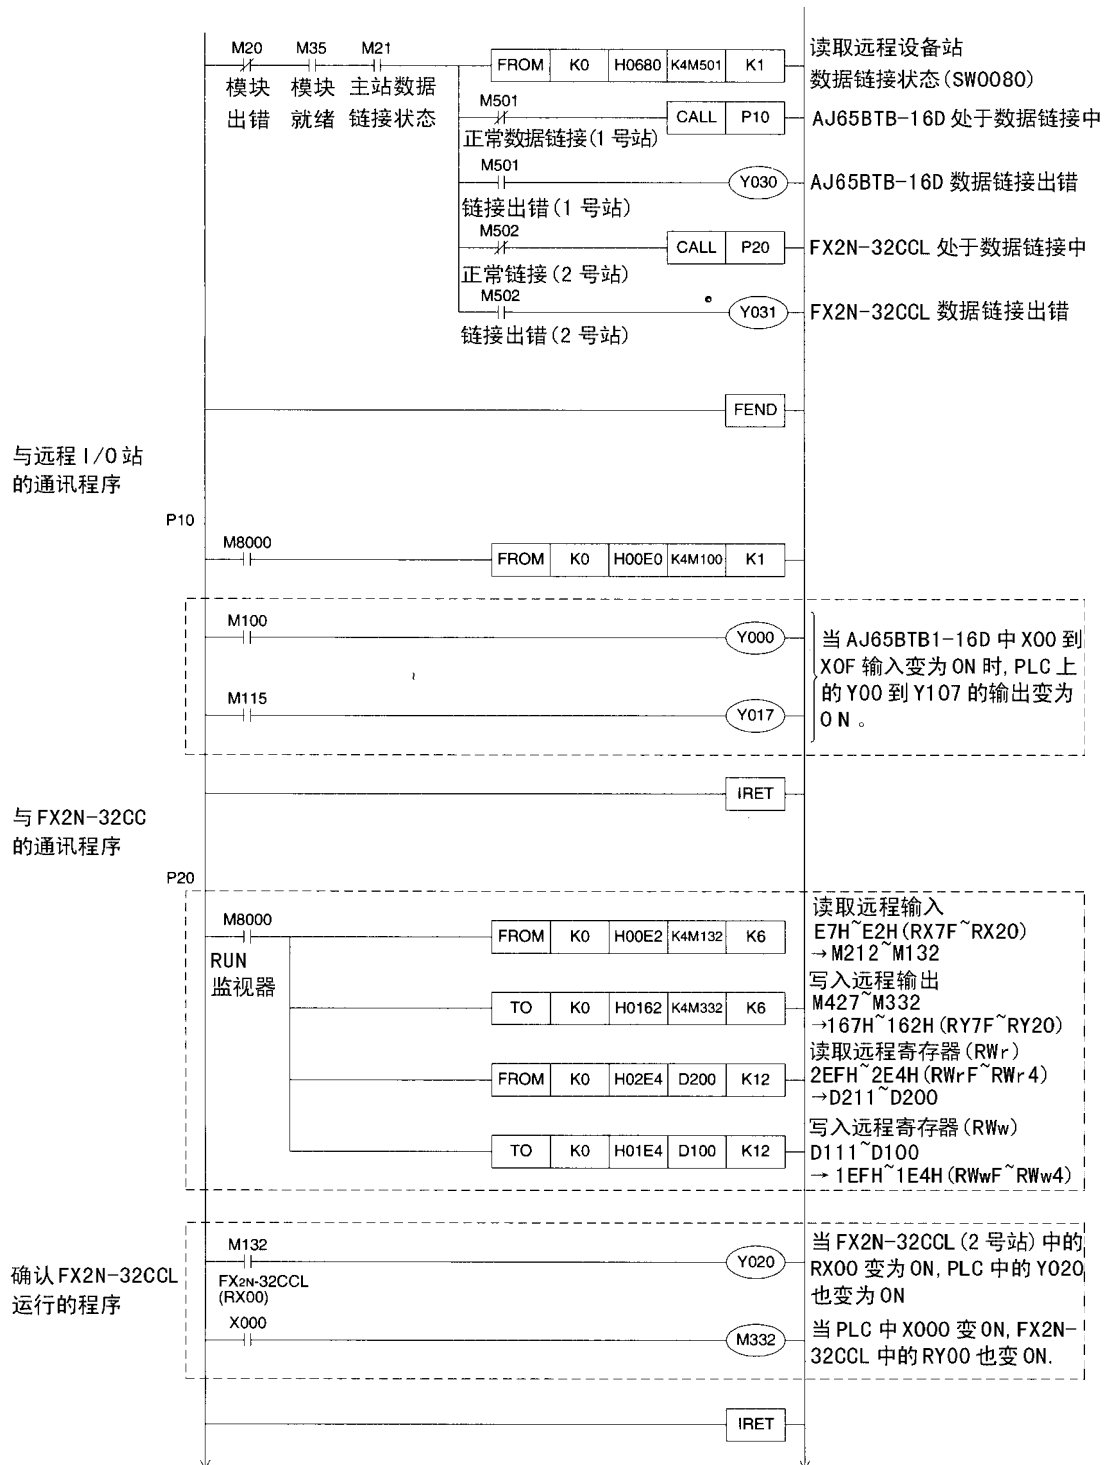 M20 M35 M21
FROM K0 H0680 K4M501 K1
读取远程设备站
数据链接状态(SW0080)
模块 模块 主站数据
出错 就绪 链接状态
M501
CALL P10
AJ65BTB-16D 处于数据链接中
正常数据链接(1 号站)
M501
Y030
AJ65BTB-16D 数据链接出错
链接出错(1 号站)
M502
CALL P20
FX2N-32CCL 处于数据链接中
正常链接(2 号站)
M502
Y031
FX2N-32CCL 数据链接出错
链接出错(2 号站)
FEND
与远程 I/O 站
的通讯程序
P10
M8000
FROM K0 H00E0 K4M100 K1
M100
Y000
M115
Y017
当 AJ65BTB1-16D 中 X00 到
X0F 输入变为 ON 时, PLC 上
的 Y00 到 Y107 的输出变为
ON。
IRET
与 FX2N-32CC
的通讯程序
P20
M8000
RUN
监视器
FROM K0 H00E2 K4M132 K6
读取远程输入
E7H~E2H(RX7F~RX20)
→M212~M132
TO K0 H0162 K4M332 K6
写入远程输出
M427~M332
→167H~162H(RY7F~RY20)
FROM K0 H02E4 D200 K12
读取远程寄存器(RWr)
2EFH~2E4H(RWrF~RWr4)
→D211~D200
TO K0 H01E4 D100 K12
写入远程寄存器(RWw)
D111~D100
→1EFH~1E4H(RWwF~RWw4)
确认 FX2N-32CCL
运行的程序
M132
FX2N-32CCL
(RX00)
Y020
当 FX2N-32CCL(2 号站)中的
RX00 变为 ON, PLC 中的 Y020
也变为 ON
X000
M332
当 PLC 中 X000 变 ON, FX2N-
32CCL 中的 RY00 也变 ON.
IRET